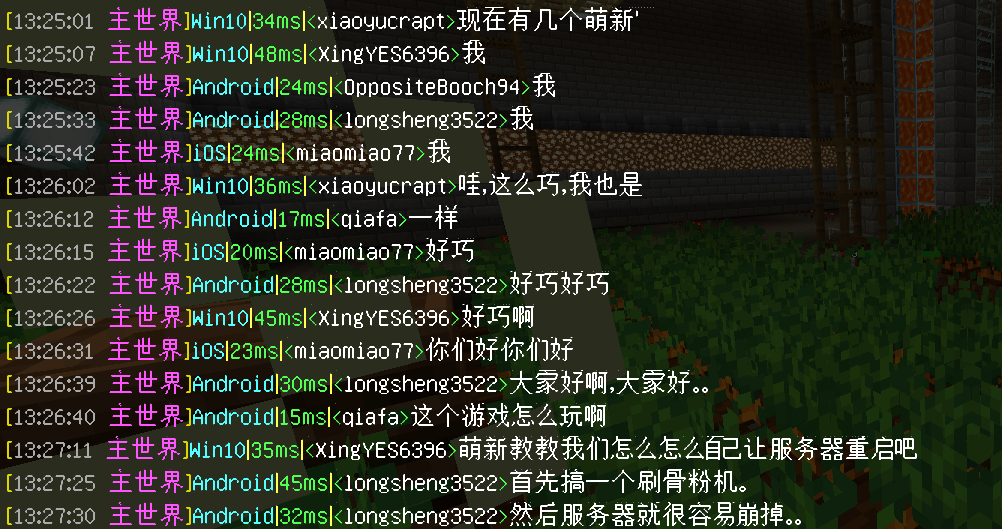 [13:25:01 主世界]Win10|34ms|<xiaoyucrapt>现在有几个萌新'
[13:25:07 主世界]Win10|48ms|<XingYES6396>我
[13:25:23 主世界]Android|24ms|<OppositeBooch94>我
[13:25:33 主世界]Android|28ms|<longsheng3522>我
[13:25:42 主世界]iOS|24ms|<miaomiao77>我
[13:26:02 主世界]Win10|36ms|<xiaoyucrapt>哇,这么巧,我也是
[13:26:12 主世界]Android|17ms|<qiafa>一样
[13:26:15 主世界]iOS|20ms|<miaomiao77>好巧
[13:26:22 主世界]Android|28ms|<longsheng3522>好巧好巧
[13:26:26 主世界]Win10|45ms|<XingYES6396>好巧啊
[13:26:31 主世界]iOS|23ms|<miaomiao77>你们好你们好
[13:26:39 主世界]Android|30ms|<longsheng3522>大家好啊,大家好。。
[13:26:40 主世界]Android|15ms|<qiafa>这个游戏怎么玩啊
[13:27:11 主世界]Win10|35ms|<XingYES6396>萌新教教我们怎么怎么自己让服务器重启吧
[13:27:25 主世界]Android|45ms|<longsheng3522>首先搞一个刷骨粉机。
[13:27:30 主世界]Android|32ms|<longsheng3522>然后服务器就很容易崩掉。。